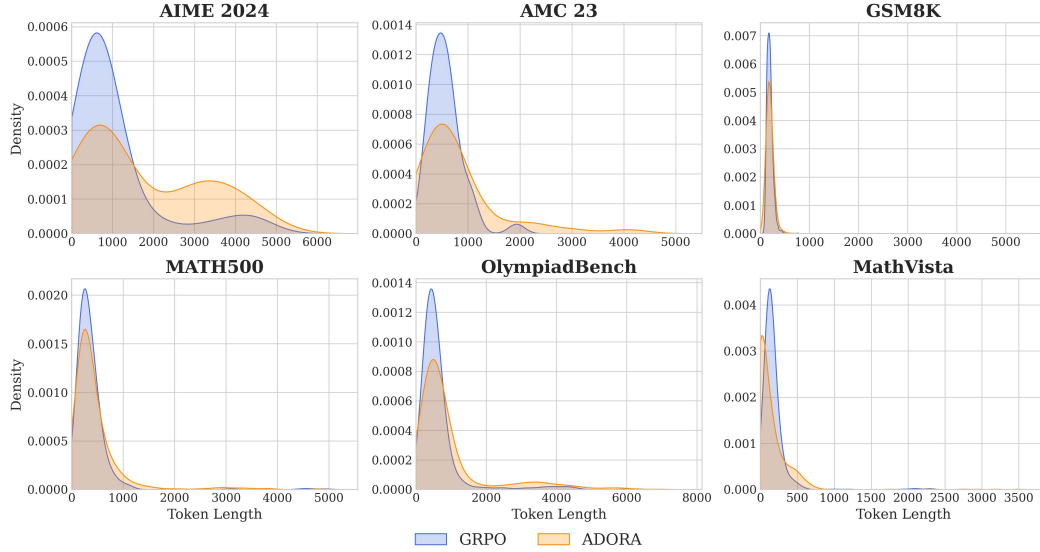 AIME 2024
AMC 23
GSM8K
0.0006
0.0005
0.0004
0.0003
0.0002
0.0001
0.0000
Density
0 1000 2000 3000 4000 5000 6000
0.0014
0.0012
0.0010
0.0008
0.0006
0.0004
0.0002
0.0000
0 1000 2000 3000 4000 5000
0.007
0.006
0.005
0.004
0.003
0.002
0.001
0.000
0 1000 2000 3000 4000 5000
MATH500
OlympiadBench
MathVista
0.0020
0.0015
0.0010
0.0005
0.0000
Density
0 1000 2000 3000 4000 5000
Token Length
0.0014
0.0012
0.0010
0.0008
0.0006
0.0004
0.0002
0.0000
0 2000 4000 6000 8000
Token Length
0.004
0.003
0.002
0.001
0.000
0 500 1000 1500 2000 2500 3000 3500
Token Length
GRPO ADORA